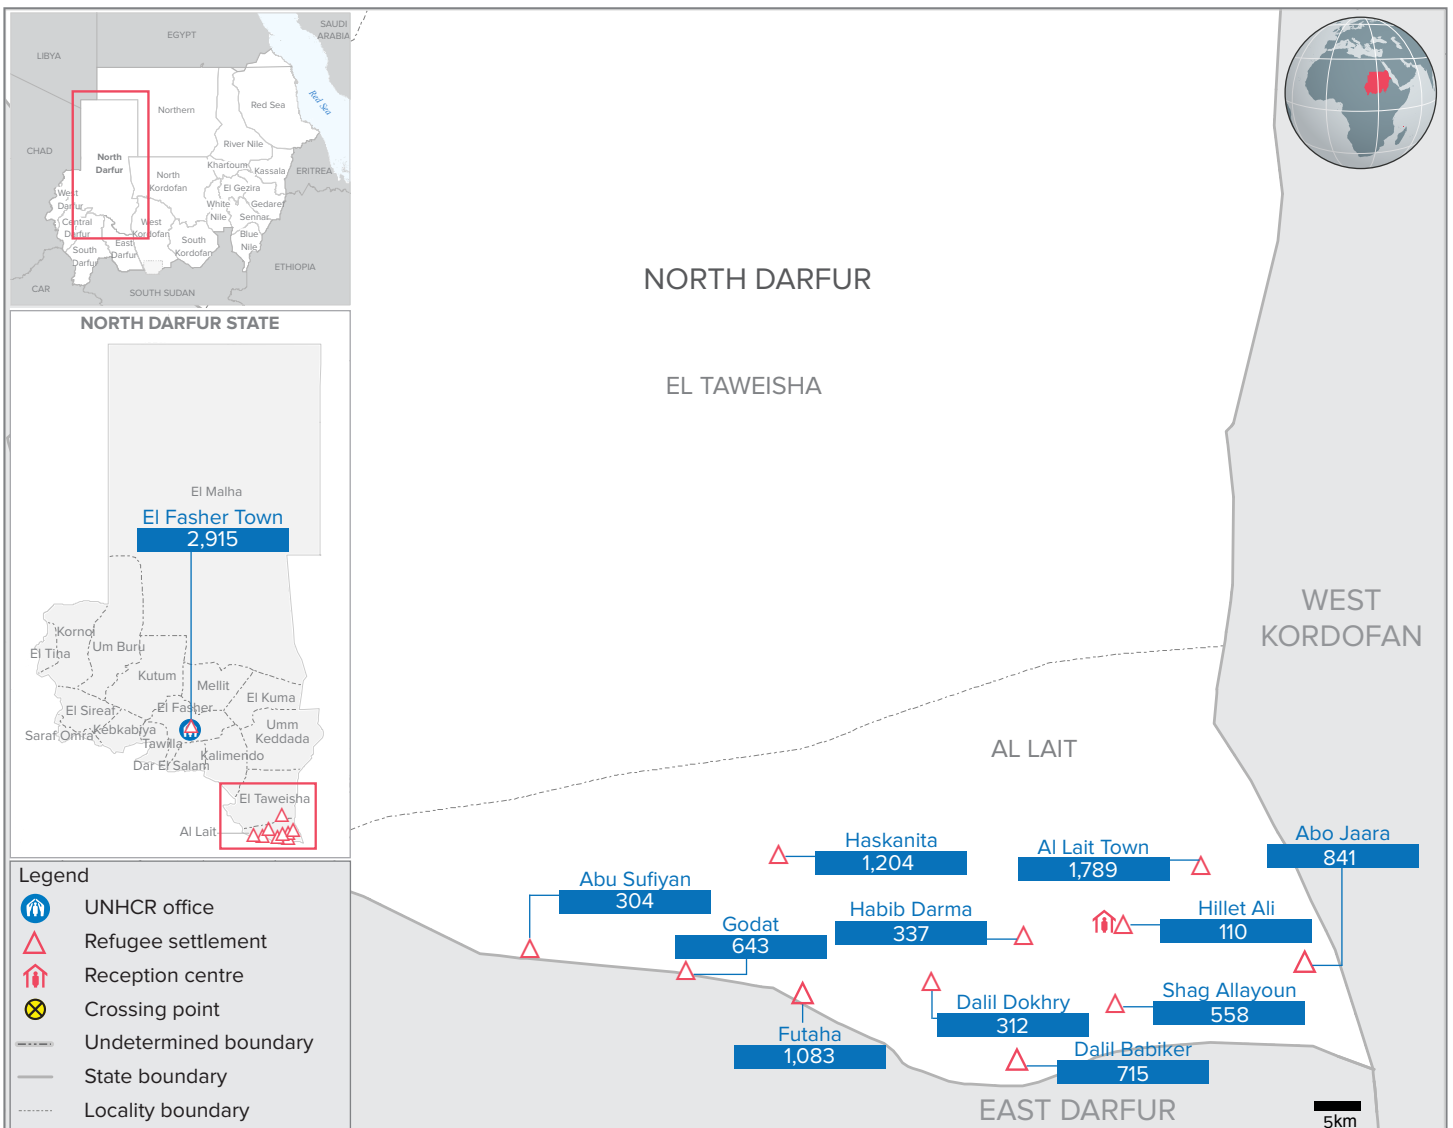 SAUDI
ARABIA
EGYPT
LIBYA
Red Sea
Northern
Red Sea
CHAD
North
Darfur
River Nile
Khartoum
Kassala
ERITREA
North
Kordofan
El Gezira
West
Darfur
White
Nile
Gedaref
Sennar
Central
Darfur
West
Kordofan
Blue
Nile
South
Kordofan
East
Darfur
South
Darfur
ETHIOPIA
CAR
SOUTH SUDAN
NORTH DARFUR STATE
El Malha
El Fasher Town
2,915
Kornoi
El Tina
Um Buru
Kutum
Mellit
El Kuma
El Sireaf
El Fasher
Saraf Omra
Kebkabiya
Tawilla
Umm
Keddada
Dar El Salam
Kalimendo
El Taweisha
Al Lait
Legend
UNHCR office
Refugee settlement
Reception centre
Crossing point
Undetermined boundary
State boundary
Locality boundary
NORTH DARFUR
EL TAWEISHA
WEST
KORDOFAN
AL LAIT
Abo Jaara
841
Haskanita
1,204
Al Lait Town
1,789
Abu Sufiyan
304
Habib Darma
337
Hillet Ali
110
Godat
643
Dalil Dokhry
312
Shag Allayoun
558
Futaha
1,083
Dalil Babiker
715
EAST DARFUR
5km